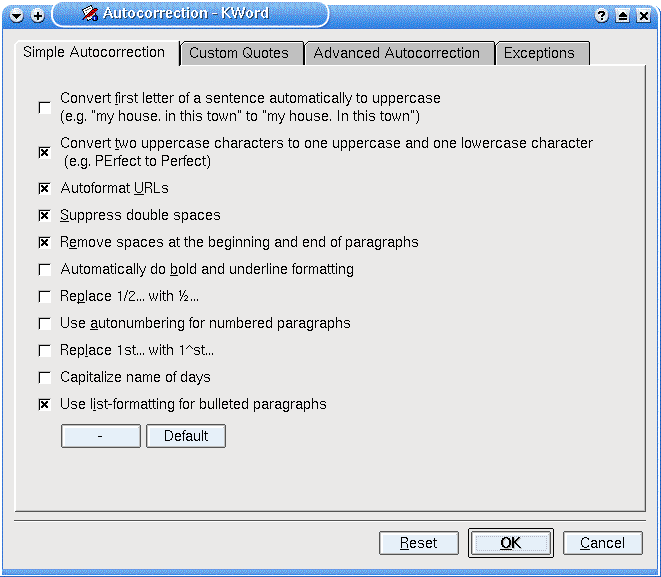 Autocorrection - KWord
Simple Autocorrection Custom Quotes Advanced Autocorrection Exceptions
Convert first letter of a sentence automatically to uppercase
(e.g. "my house. in this town" to "my house. In this town")
Convert two uppercase characters to one uppercase and one lowercase character
(e.g. PErfect to Perfect)
Autoformat URLs
Suppress double spaces
Remove spaces at the beginning and end of paragraphs
Automatically do bold and underline formatting
Replace 1/2... with ½...
Use autonumbering for numbered paragraphs
Replace 1st... with 1^st...
Capitalize name of days
Use list-formatting for bulleted paragraphs
- Default
Reset OK Cancel